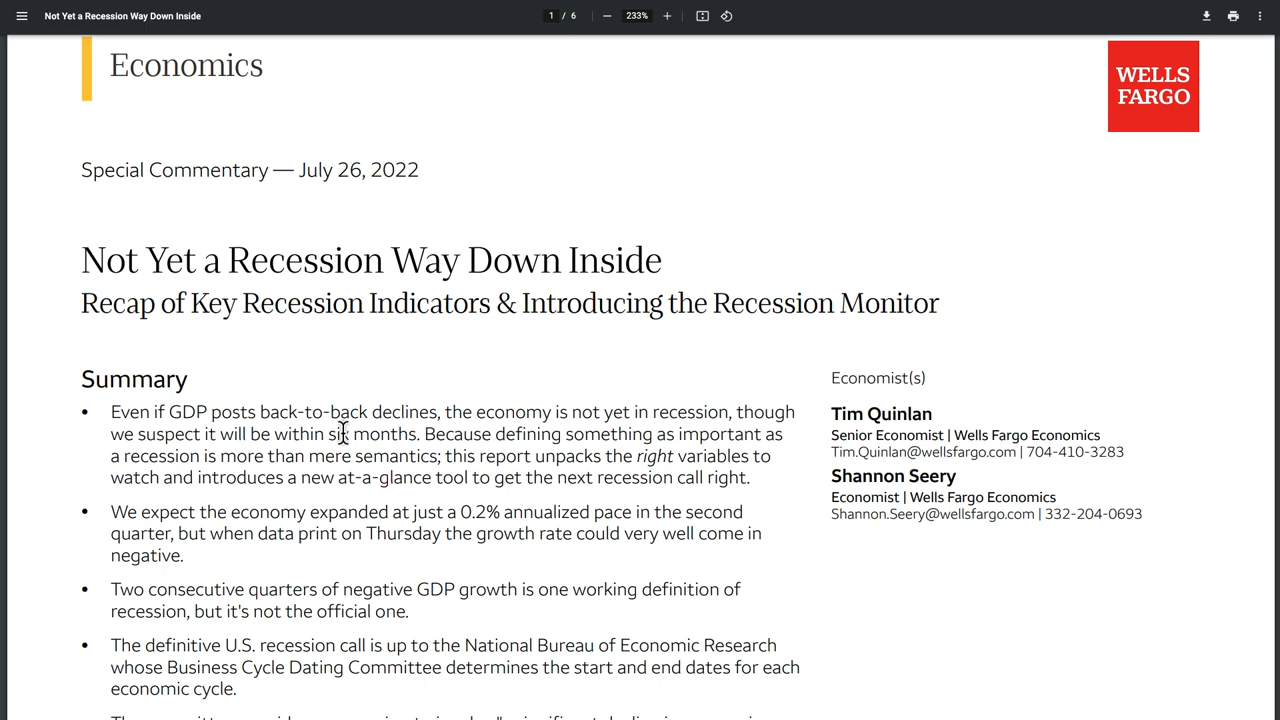 Not Yet a Recession Way Down Inside
1 / 6
233%
Economics
WELLS
FARGO
Special Commentary — July 26, 2022
Not Yet a Recession Way Down Inside
Recap of Key Recession Indicators & Introducing the Recession Monitor
Summary
• Even if GDP posts back-to-back declines, the economy is not yet in recession, though
we suspect it will be within six months. Because defining something as important as
a recession is more than mere semantics; this report unpacks the right variables to
watch and introduces a new at-a-glance tool to get the next recession call right.
• We expect the economy expanded at just a 0.2% annualized pace in the second
quarter, but when data print on Thursday the growth rate could very well come in
negative.
• Two consecutive quarters of negative GDP growth is one working definition of
recession, but it's not the official one.
• The definitive U.S. recession call is up to the National Bureau of Economic Research
whose Business Cycle Dating Committee determines the start and end dates for each
economic cycle.
Economist(s)
Tim Quinlan
Senior Economist | Wells Fargo Economics
Tim.Quinlan@wellsfargo.com | 704-410-3283
Shannon Seery
Economist | Wells Fargo Economics
Shannon.Seery@wellsfargo.com | 332-204-0693